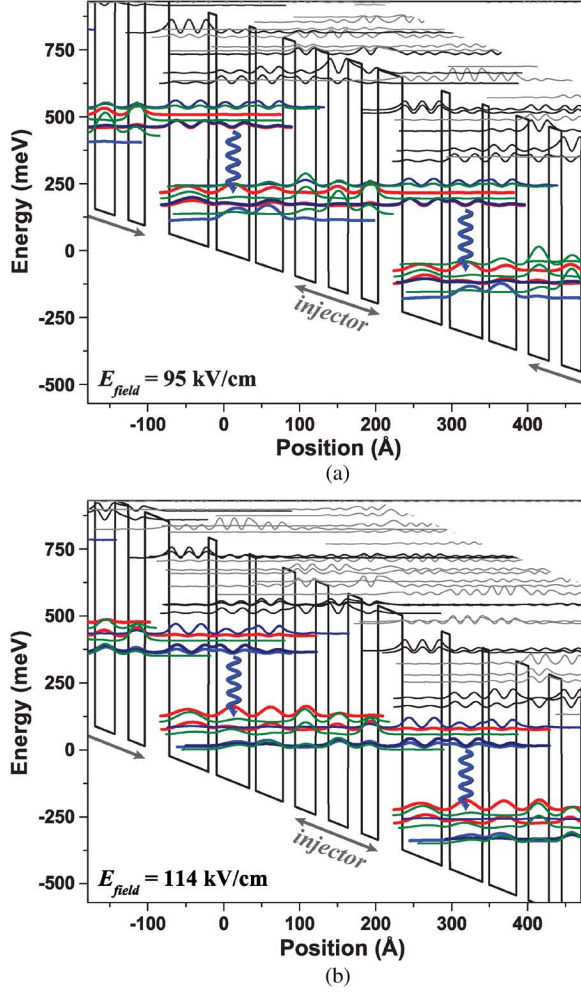 750
500
250
0
-250
-500
Energy (meV)
injector
E_field = 95 kV/cm
-100 0 100 200 300 400
Position (Å)
(a)
750
500
250
0
-250
-500
Energy (meV)
injector
E_field = 114 kV/cm
-100 0 100 200 300 400
Position (Å)
(b)